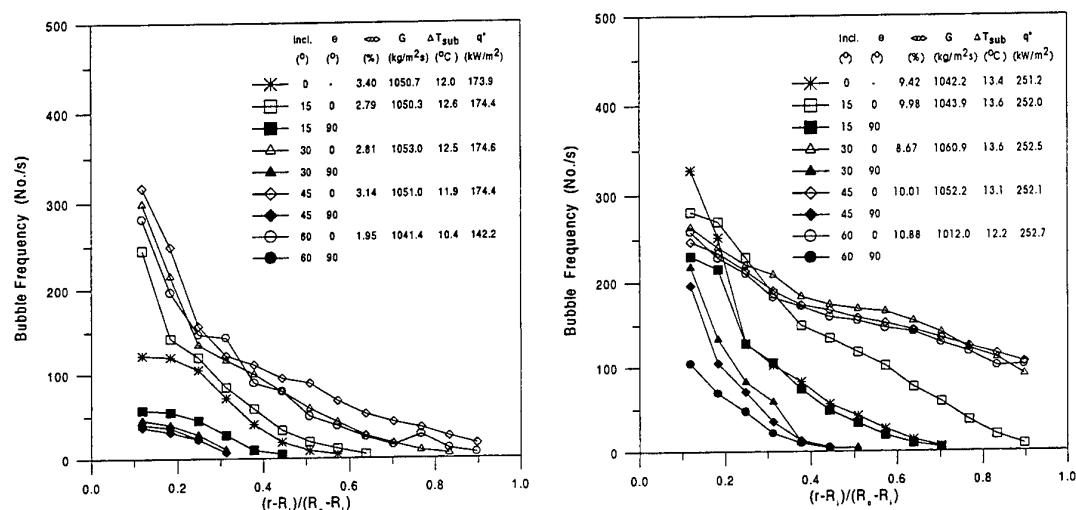 Incl. θ <α> G ΔTsub q"
(°) (°) (%) (kg/m²s) (°C) (kW/m²)
0 - 3.40 1050.7 12.0 173.9
15 0 2.79 1050.3 12.6 174.4
15 90
30 0 2.81 1053.0 12.5 174.6
30 90
45 0 3.14 1051.0 11.9 174.4
45 90
60 0 1.95 1041.4 10.4 142.2
60 90
500
400
300
200
100
0
Bubble Frequency (No./s)
0.0 0.2 0.4 0.6 0.8 1.0
(r-Ri)/(Ro-Ri)
Incl. θ <α> G ΔTsub q"
(°) (°) (%) (kg/m²s) (°C) (kW/m²)
0 - 9.42 1042.2 13.4 251.2
15 0 9.98 1043.9 13.6 252.0
15 90
30 0 8.67 1060.9 13.6 252.5
30 90
45 0 10.01 1052.2 13.1 252.1
45 90
60 0 10.88 1012.0 12.2 252.7
60 90
500
400
300
200
100
0
Bubble Frequency (No./s)
0.0 0.2 0.4 0.6 0.8 1.0
(r-Ri)/(Ro-Ri)